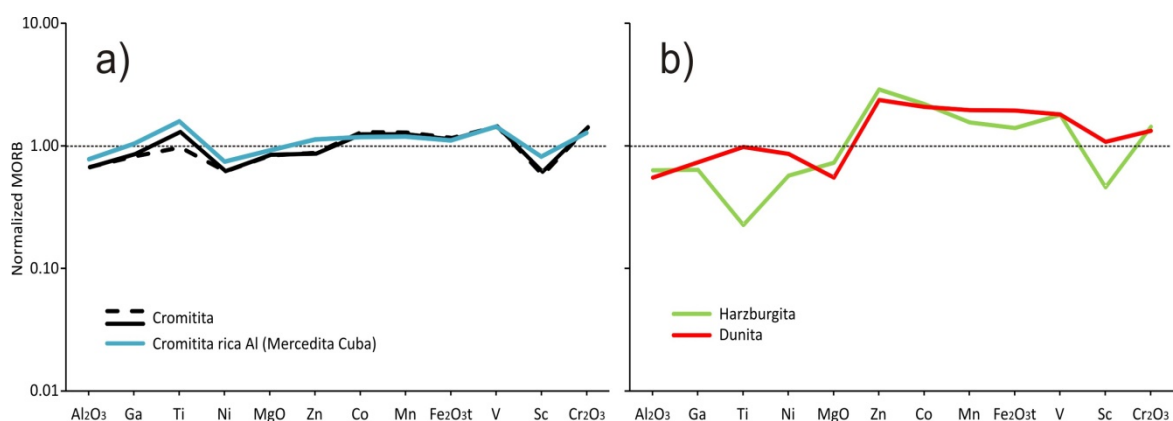 a)
b)
Normalized MORB
10.00
1.00
0.10
0.01
Cromitita
Cromitita rica Al (Mercedita Cuba)
Harzburgita
Dunita
Al₂O₃ Ga Ti Ni MgO Zn Co Mn Fe₂O₃t V Sc Cr₂O₃
Al₂O₃ Ga Ti Ni MgO Zn Co Mn Fe₂O₃t V Sc Cr₂O₃